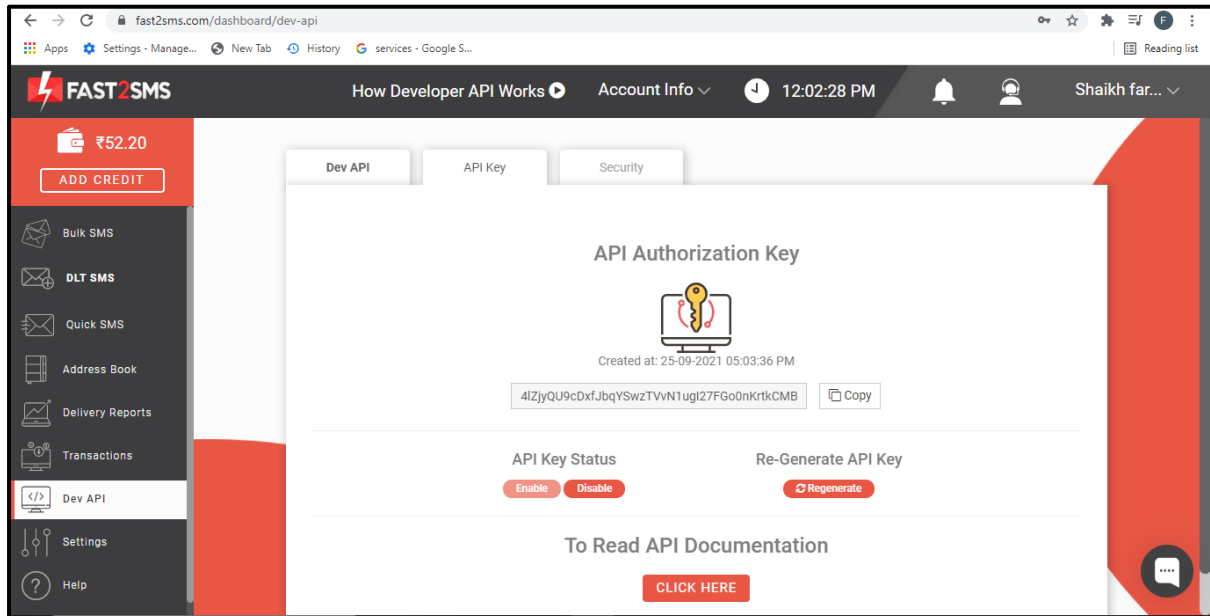 fast2sms.com/dashboard/dev-api
F
Apps Settings - Manage... New Tab History services - Google S... Reading list
FAST2SMS How Developer API Works Account Info 12:02:28 PM Shaikh far...
₹52.20
ADD CREDIT
Bulk SMS
DLT SMS
Quick SMS
Address Book
Delivery Reports
Transactions
Dev API
Settings
Help
Dev API API Key Security
API Authorization Key
Created at: 25-09-2021 05:03:36 PM
Copy
API Key Status Re-Generate API Key
Enable Disable Regenerate
To Read API Documentation
CLICK HERE